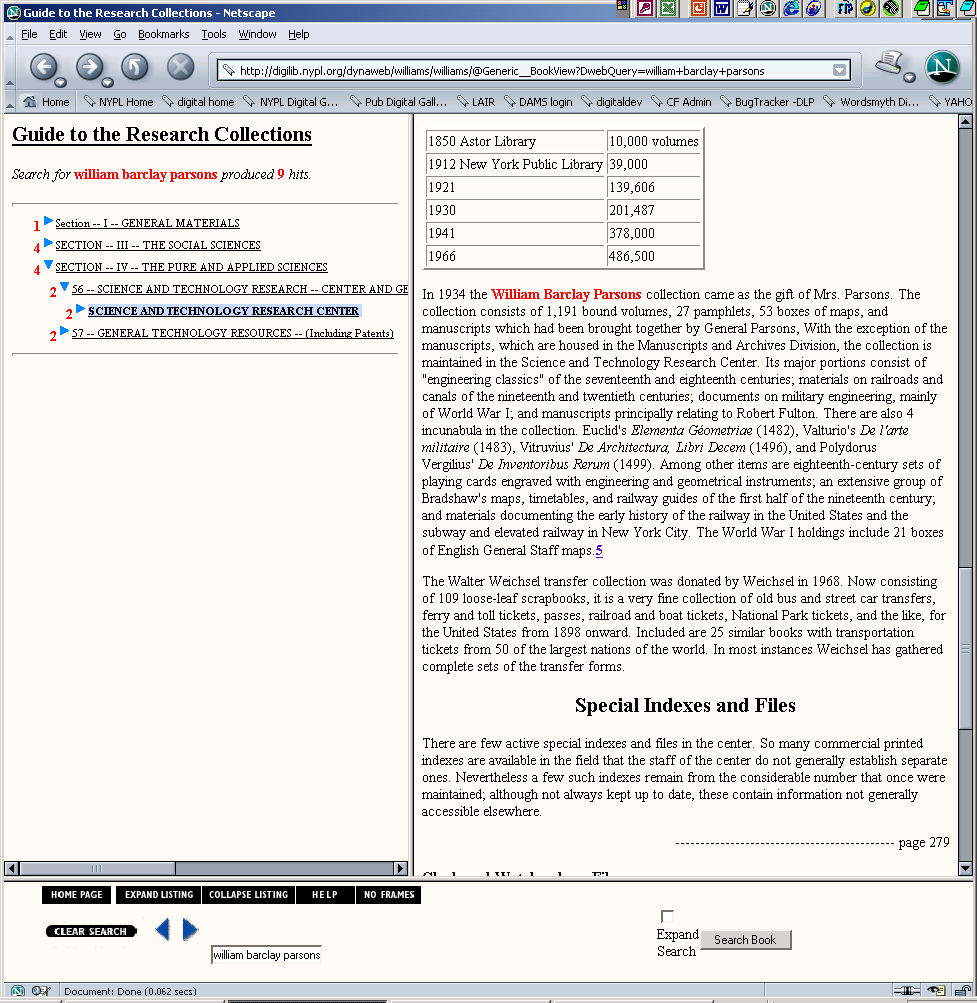 Guide to the Research Collections - Netscape
File Edit View Go Bookmarks Tools Window Help
http://digilib.nypl.org/dynaweb/williams/williams/@Generic__BookView?DwebQuery=william+barclay+parsons
Home NYPL Home digital home NYPL Digital G... Pub Digital Gall... LAIR DAMS login digitaldev CF Admin BugTracker -DLP Wordsmyth Di... YAHO
Guide to the Research Collections
Search for william barclay parsons produced 9 hits.
1 Section -- I -- GENERAL MATERIALS
4 SECTION -- III -- THE SOCIAL SCIENCES
4 SECTION -- IV -- THE PURE AND APPLIED SCIENCES
2 56 -- SCIENCE AND TECHNOLOGY RESEARCH -- CENTER AND GE
2 SCIENCE AND TECHNOLOGY RESEARCH CENTER
2 57 -- GENERAL TECHNOLOGY RESOURCES -- (Including Patents)
1850 Astor Library 10,000 volumes
1912 New York Public Library 39,000
1921 139,606
1930 201,487
1941 378,000
1966 486,500
In 1934 the William Barclay Parsons collection came as the gift of Mrs. Parsons. The
collection consists of 1,191 bound volumes, 27 pamphlets, 53 boxes of maps, and
manuscripts which had been brought together by General Parsons, With the exception of the
manuscripts, which are housed in the Manuscripts and Archives Division, the collection is
maintained in the Science and Technology Research Center. Its major portions consist of
"engineering classics" of the seventeenth and eighteenth centuries; materials on railroads and
canals of the nineteenth and twentieth centuries; documents on military engineering, mainly
of World War I; and manuscripts principally relating to Robert Fulton. There are also 4
incunabula in the collection. Euclid's Elementa Géometriae (1482), Valturio's De l'arte
militaire (1483), Vitruvius' De Architectura, Libri Decem (1496), and Polydorus
Vergilius' De Inventoribus Rerum (1499). Among other items are eighteenth-century sets of
playing cards engraved with engineering and geometrical instruments; an extensive group of
Bradshaw's maps, timetables, and railway guides of the first half of the nineteenth century;
and materials documenting the early history of the railway in the United States and the
subway and elevated railway in New York City. The World War I holdings include 21 boxes
of English General Staff maps.5
The Walter Weichsel transfer collection was donated by Weichsel in 1968. Now consisting
of 109 loose-leaf scrapbooks, it is a very fine collection of old bus and street car transfers,
ferry and toll tickets, passes, railroad and boat tickets, National Park tickets, and the like, for
the United States from 1898 onward. Included are 25 similar books with transportation
tickets from 50 of the largest nations of the world. In most instances Weichsel has gathered
complete sets of the transfer forms.
Special Indexes and Files
There are few active special indexes and files in the center. So many commercial printed
indexes are available in the field that the staff of the center do not generally establish separate
ones. Nevertheless a few such indexes remain from the considerable number that once were
maintained; although not always kept up to date, these contain information not generally
accessible elsewhere.
-------------------------------------------- page 279
HOME PAGE EXPAND LISTING COLLAPSE LISTING HELP NO FRAMES
CLEAR SEARCH
william barclay parsons
Expand
Search
Search Book
Document: Done (0.062 secs)